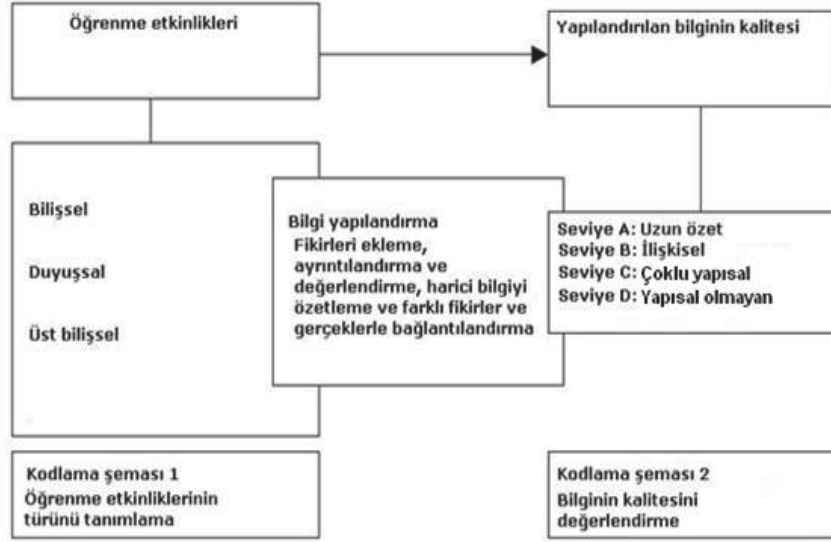 Öğrenme etkinlikleri
Yapılandırılan bilginin kalitesi
Bilişsel
Duyuşsal
Üst bilişsel
Bilgi yapılandırma
Fikirleri ekleme,
ayrıntılandırma ve
değerlendirme, harici bilgiyi
özetleme ve farklı fikirler ve
gerçeklerle bağlantılandırma
Seviye A: Uzun özet
Seviye B: İlişkisel
Seviye C: Çoklu yapısal
Seviye D: Yapısal olmayan
Kodlama şeması 1
Öğrenme etkinliklerinin
türünü tanımlama
Kodlama şeması 2
Bilginin kalitesini
değerlendirme